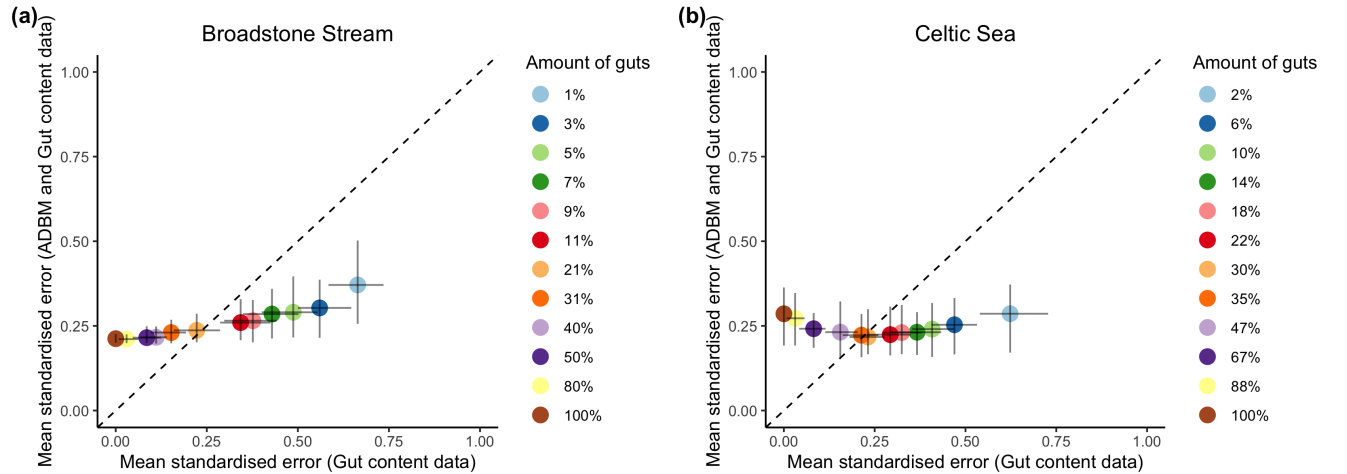 (a)
Broadstone Stream
Mean standardised error (ADBM and Gut content data)
1.00
0.75
0.50
0.25
0.00
0.00 0.25 0.50 0.75 1.00
Mean standardised error (Gut content data)
Amount of guts
1%
3%
5%
7%
9%
11%
21%
31%
40%
50%
80%
100%
(b)
Celtic Sea
Mean standardised error (ADBM and Gut content data)
1.00
0.75
0.50
0.25
0.00
0.00 0.25 0.50 0.75 1.00
Mean standardised error (Gut content data)
Amount of guts
2%
6%
10%
14%
18%
22%
30%
35%
47%
67%
88%
100%